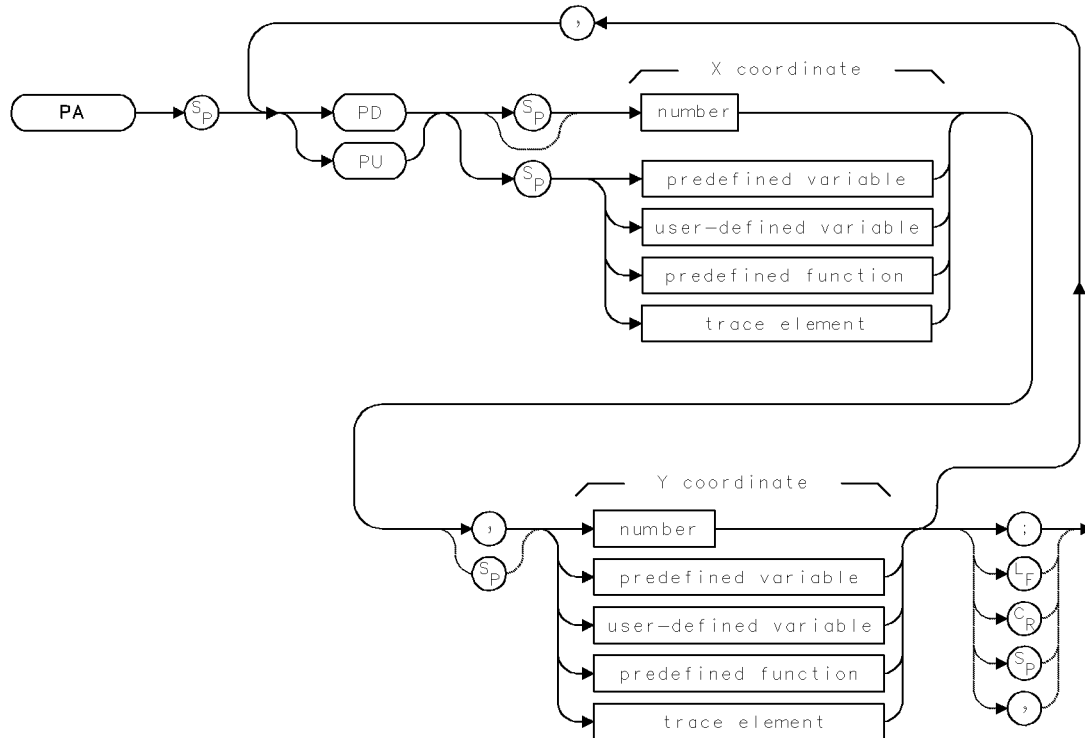 ,
X coordinate
PA
SP
PD
SP
number
PU
SP
predefined variable
user-defined variable
predefined function
trace element
Y coordinate
,
number
;
SP
predefined variable
LF
user-defined variable
CR
predefined function
SP
trace element
,